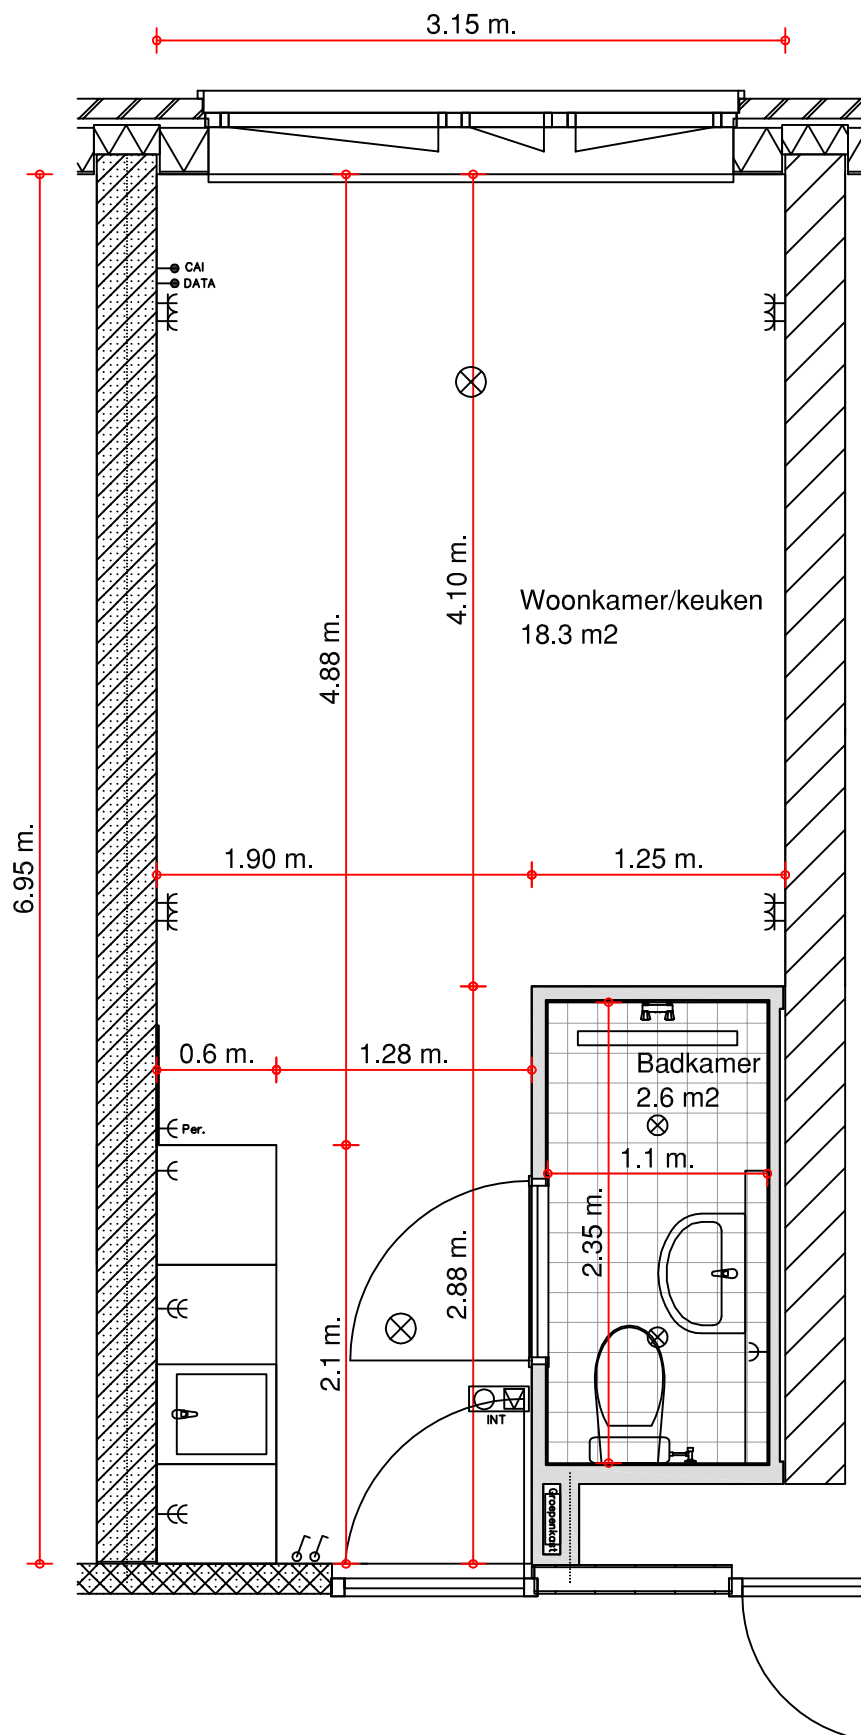 3.15 m.
CAI
DATA
4.10 m.
Woonkamer/keuken
18.3 m2
4.88 m.
6.95 m.
1.90 m.
1.25 m.
0.6 m.
1.28 m.
Badkamer
2.6 m2
Per.
1.1 m.
2.35 m.
2.88 m.
2.1 m.
INT
Groepenkast